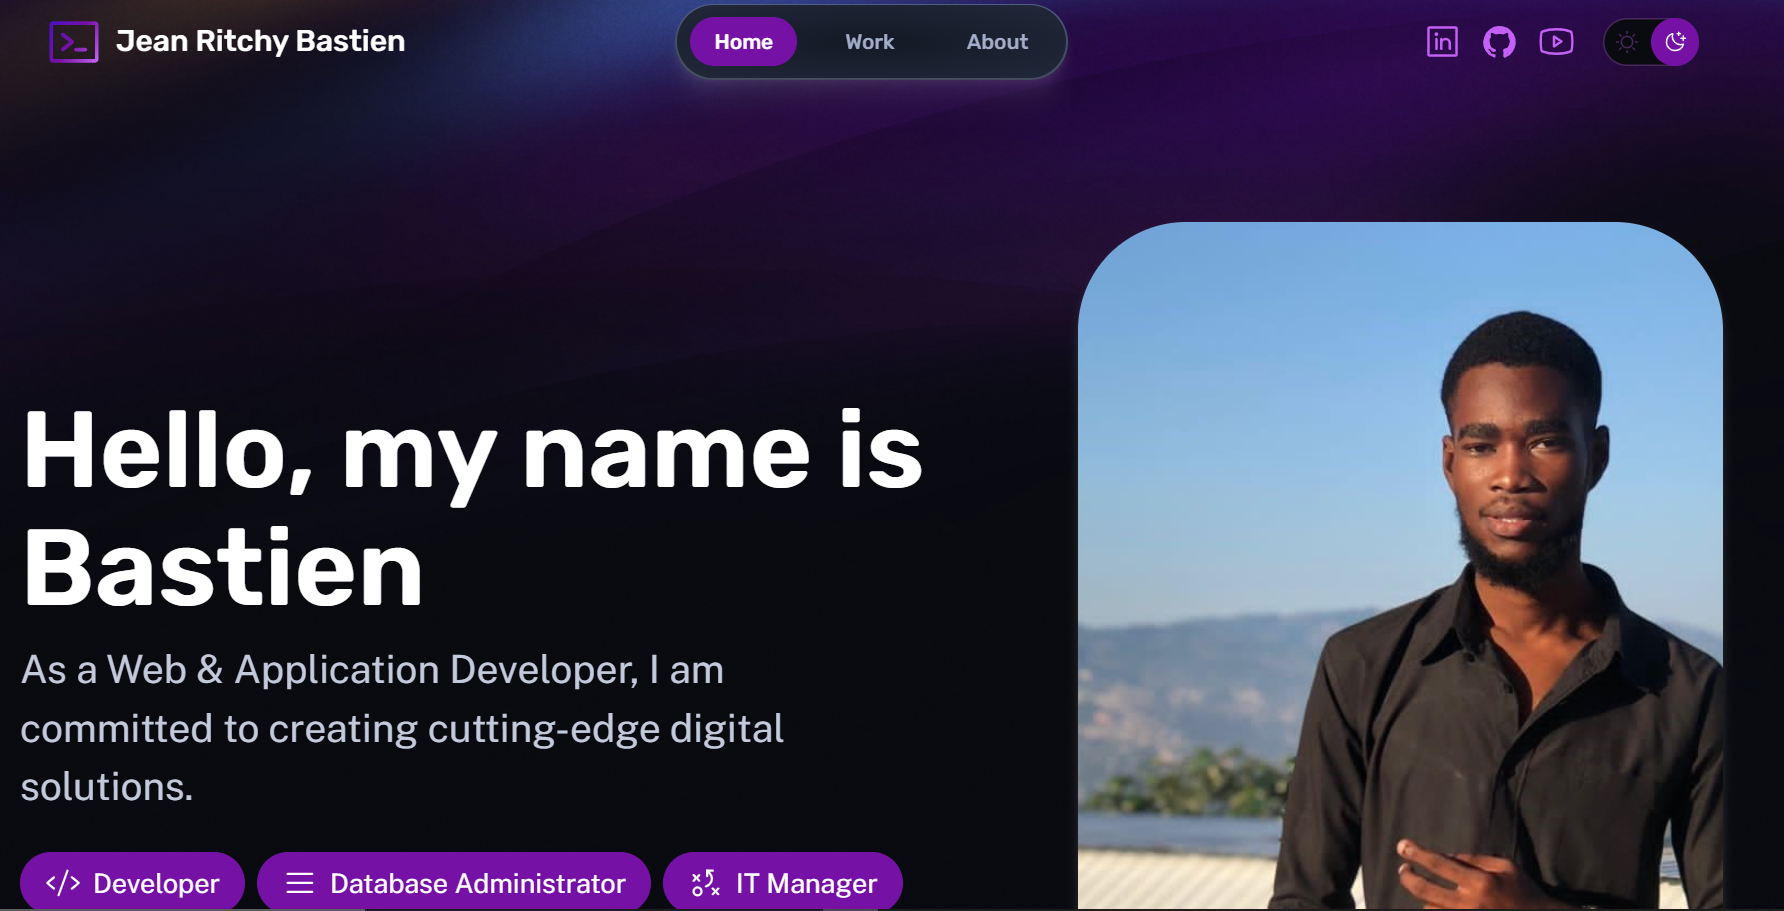 Jean Ritchy Bastien
Home
Work
About
Hello, my name is
Bastien
As a Web & Application Developer, I am
committed to creating cutting-edge digital
solutions.
Developer
Database Administrator
IT Manager